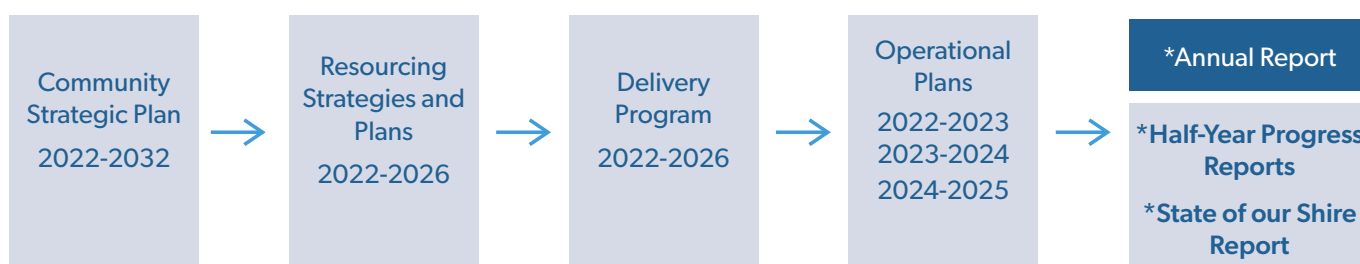 Community
Strategic Plan
2022-2032
Resourcing
Strategies and
Plans
2022-2026
Delivery
Program
2022-2026
Operational
Plans
2022-2023
2023-2024
2024-2025
*Annual Report
*Half-Year Progress
Reports
*State of our Shire
Report